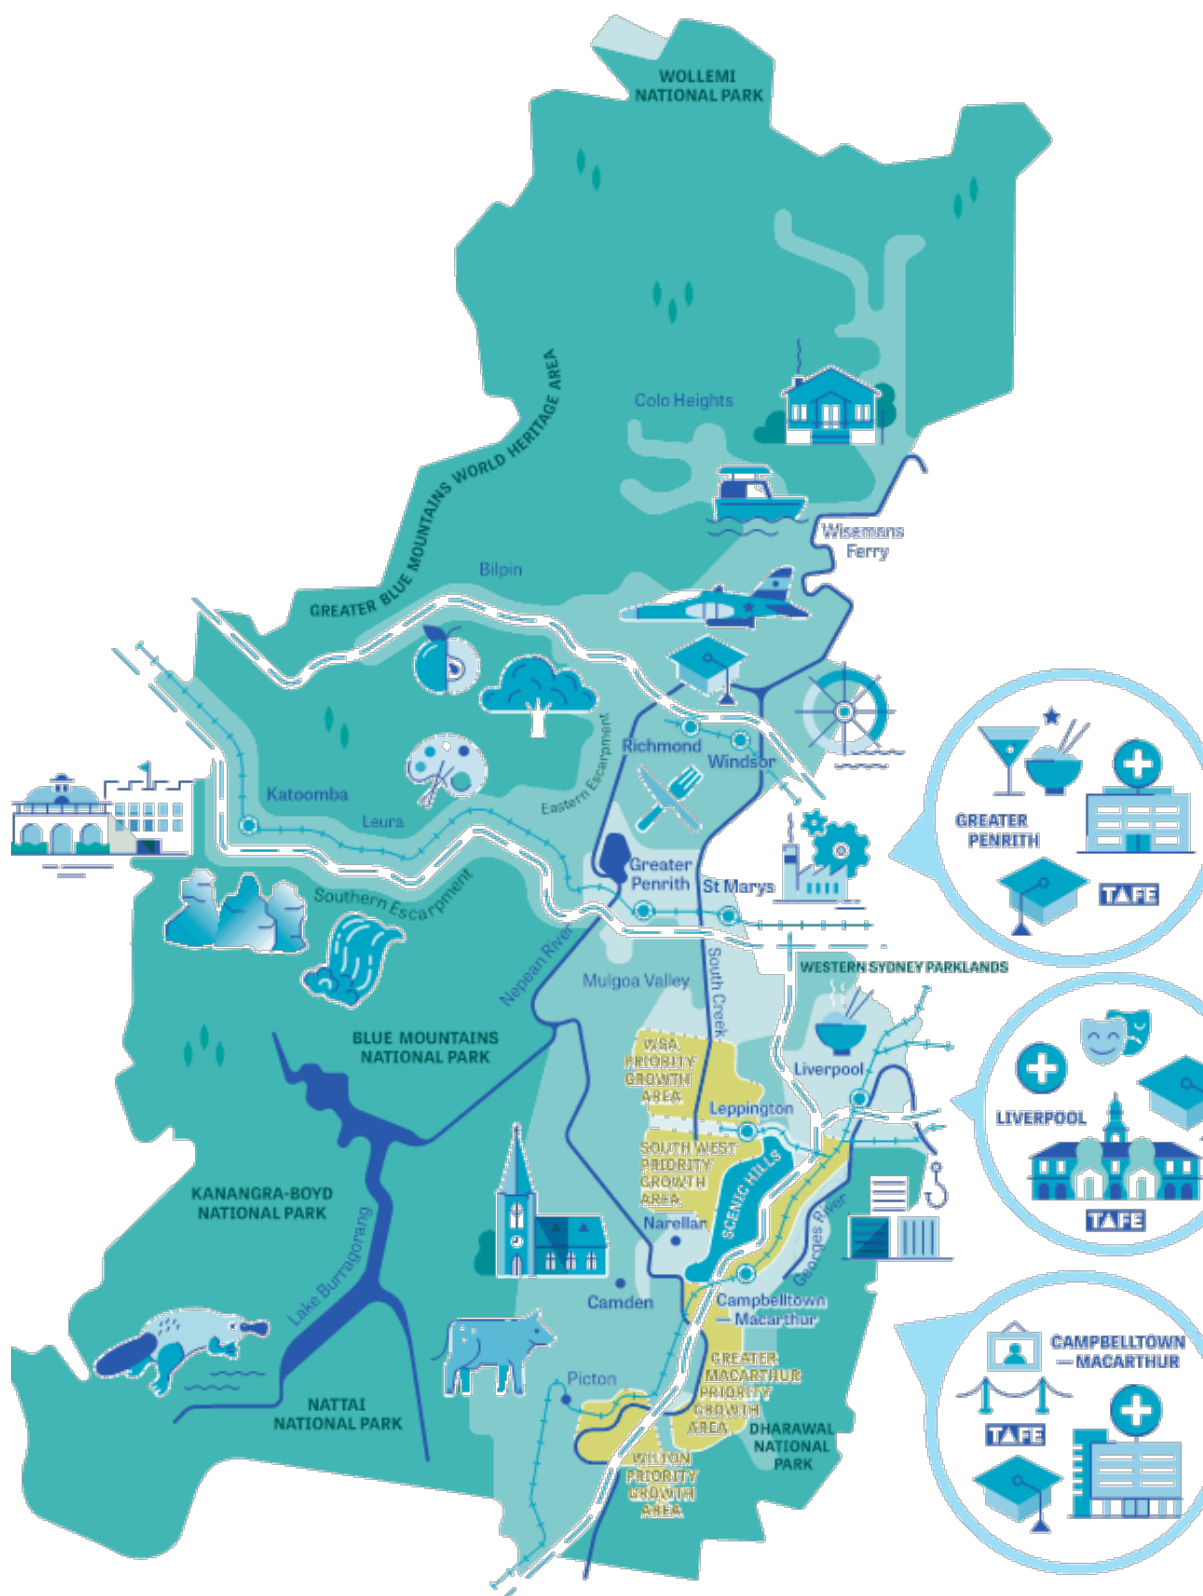 WOLLEMI
NATIONAL PARK
Colo Heights
GREATER BLUE MOUNTAINS WORLD HERITAGE AREA
Wisemans
Ferry
Bilpin
Richmond
Windsor
Eastern Escarpment
Katoomba
Leura
Southern Escarpment
Greater
Penrith
St Marys
GREATER
PENRITH
TAFE
Nepean River
Mulgoa Valley
South Creek
WESTERN SYDNEY PARKLANDS
BLUE MOUNTAINS
NATIONAL PARK
WSA
PRIORITY
GROWTH
AREA
Liverpool
Leppington
LIVERPOOL
TAFE
SOUTH WEST
PRIORITY
GROWTH
AREA
SCENIC HILLS
KANANGRA-BOYD
NATIONAL PARK
Narellan
Georges River
Lake Burragorang
Camden
Campbelltown
— Macarthur
CAMPBELLTOWN
— MACARTHUR
TAFE
Picton
GREATER
MACARTHUR
PRIORITY
GROWTH
AREA
NATTAI
NATIONAL PARK
DHARAWAL
NATIONAL
PARK
WILTON
PRIORITY
GROWTH
AREA